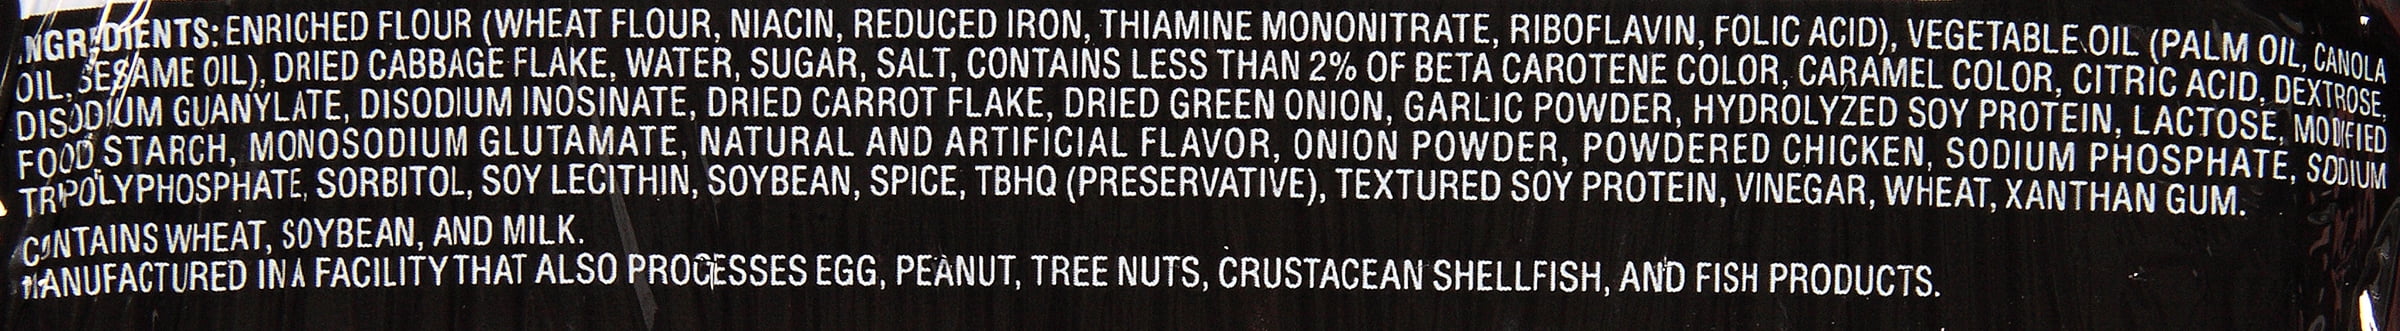 INGREDIENTS: ENRICHED FLOUR (WHEAT FLOUR, NIACIN, REDUCED IRON, THIAMINE MONONITRATE, RIBOFLAVIN, FOLIC ACID), VEGETABLE OIL (PALM OIL, CANOLA
OIL, SESAME OIL), DRIED CABBAGE FLAKE, WATER, SUGAR, SALT, CONTAINS LESS THAN 2% OF BETA CAROTENE COLOR, CARAMEL COLOR, CITRIC ACID, DEXTROSE,
DISODIUM GUANYLATE, DISODIUM INOSINATE, DRIED CARROT FLAKE, DRIED GREEN ONION, GARLIC POWDER, HYDROLYZED SOY PROTEIN, LACTOSE, MODIFIED
FOOD STARCH, MONOSODIUM GLUTAMATE, NATURAL AND ARTIFICIAL FLAVOR, ONION POWDER, POWDERED CHICKEN, SODIUM PHOSPHATE, SODIUM
TRIPOLYPHOSPHATE, SORBITOL, SOY LECITHIN, SOYBEAN, SPICE, TBHQ (PRESERVATIVE), TEXTURED SOY PROTEIN, VINEGAR, WHEAT, XANTHAN GUM.
CONTAINS WHEAT, SOYBEAN, AND MILK.
MANUFACTURED IN A FACILITY THAT ALSO PROCESSES EGG, PEANUT, TREE NUTS, CRUSTACEAN SHELLFISH, AND FISH PRODUCTS.